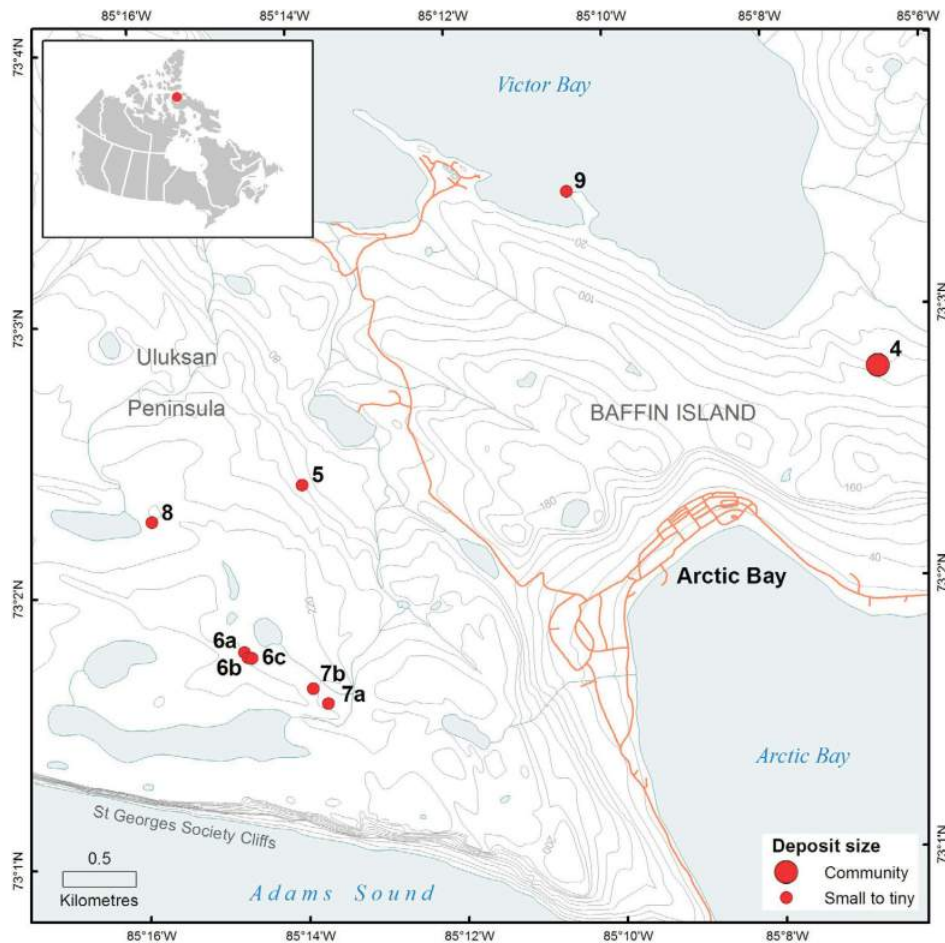 85°16'W
85°14'W
85°12'W
85°10'W
85°8'W
85°6'W
73°4'N
Victor Bay
9
20
100
73°3'N
73°3'N
4
Uluksan
80
Peninsula
BAFFIN ISLAND
5
180
160
8
40
73°2'N
Arctic Bay
73°2'N
220
6a
6b
6c
7b
7a
Arctic Bay
St Georges Society Cliffs
200
73°1'N
73°1'N
0.5
Kilometres
Adams Sound
Deposit size
Community
Small to tiny
85°16'W
85°14'W
85°12'W
85°10'W
85°8'W